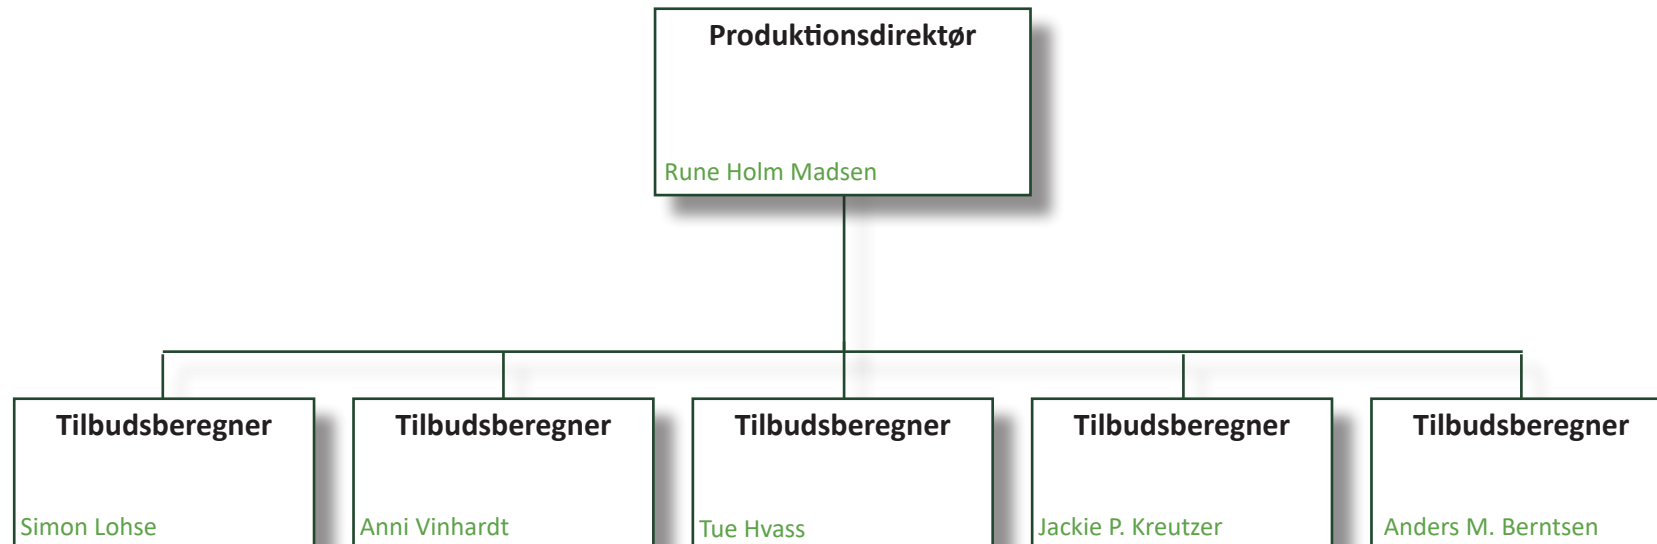 Produktionsdirektør
Rune Holm Madsen
Tilbudsberegner
Simon Lohse
Tilbudsberegner
Anni Vinhardt
Tilbudsberegner
Tue Hvass
Tilbudsberegner
Jackie P. Kreutzer
Tilbudsberegner
Anders M. Berntsen